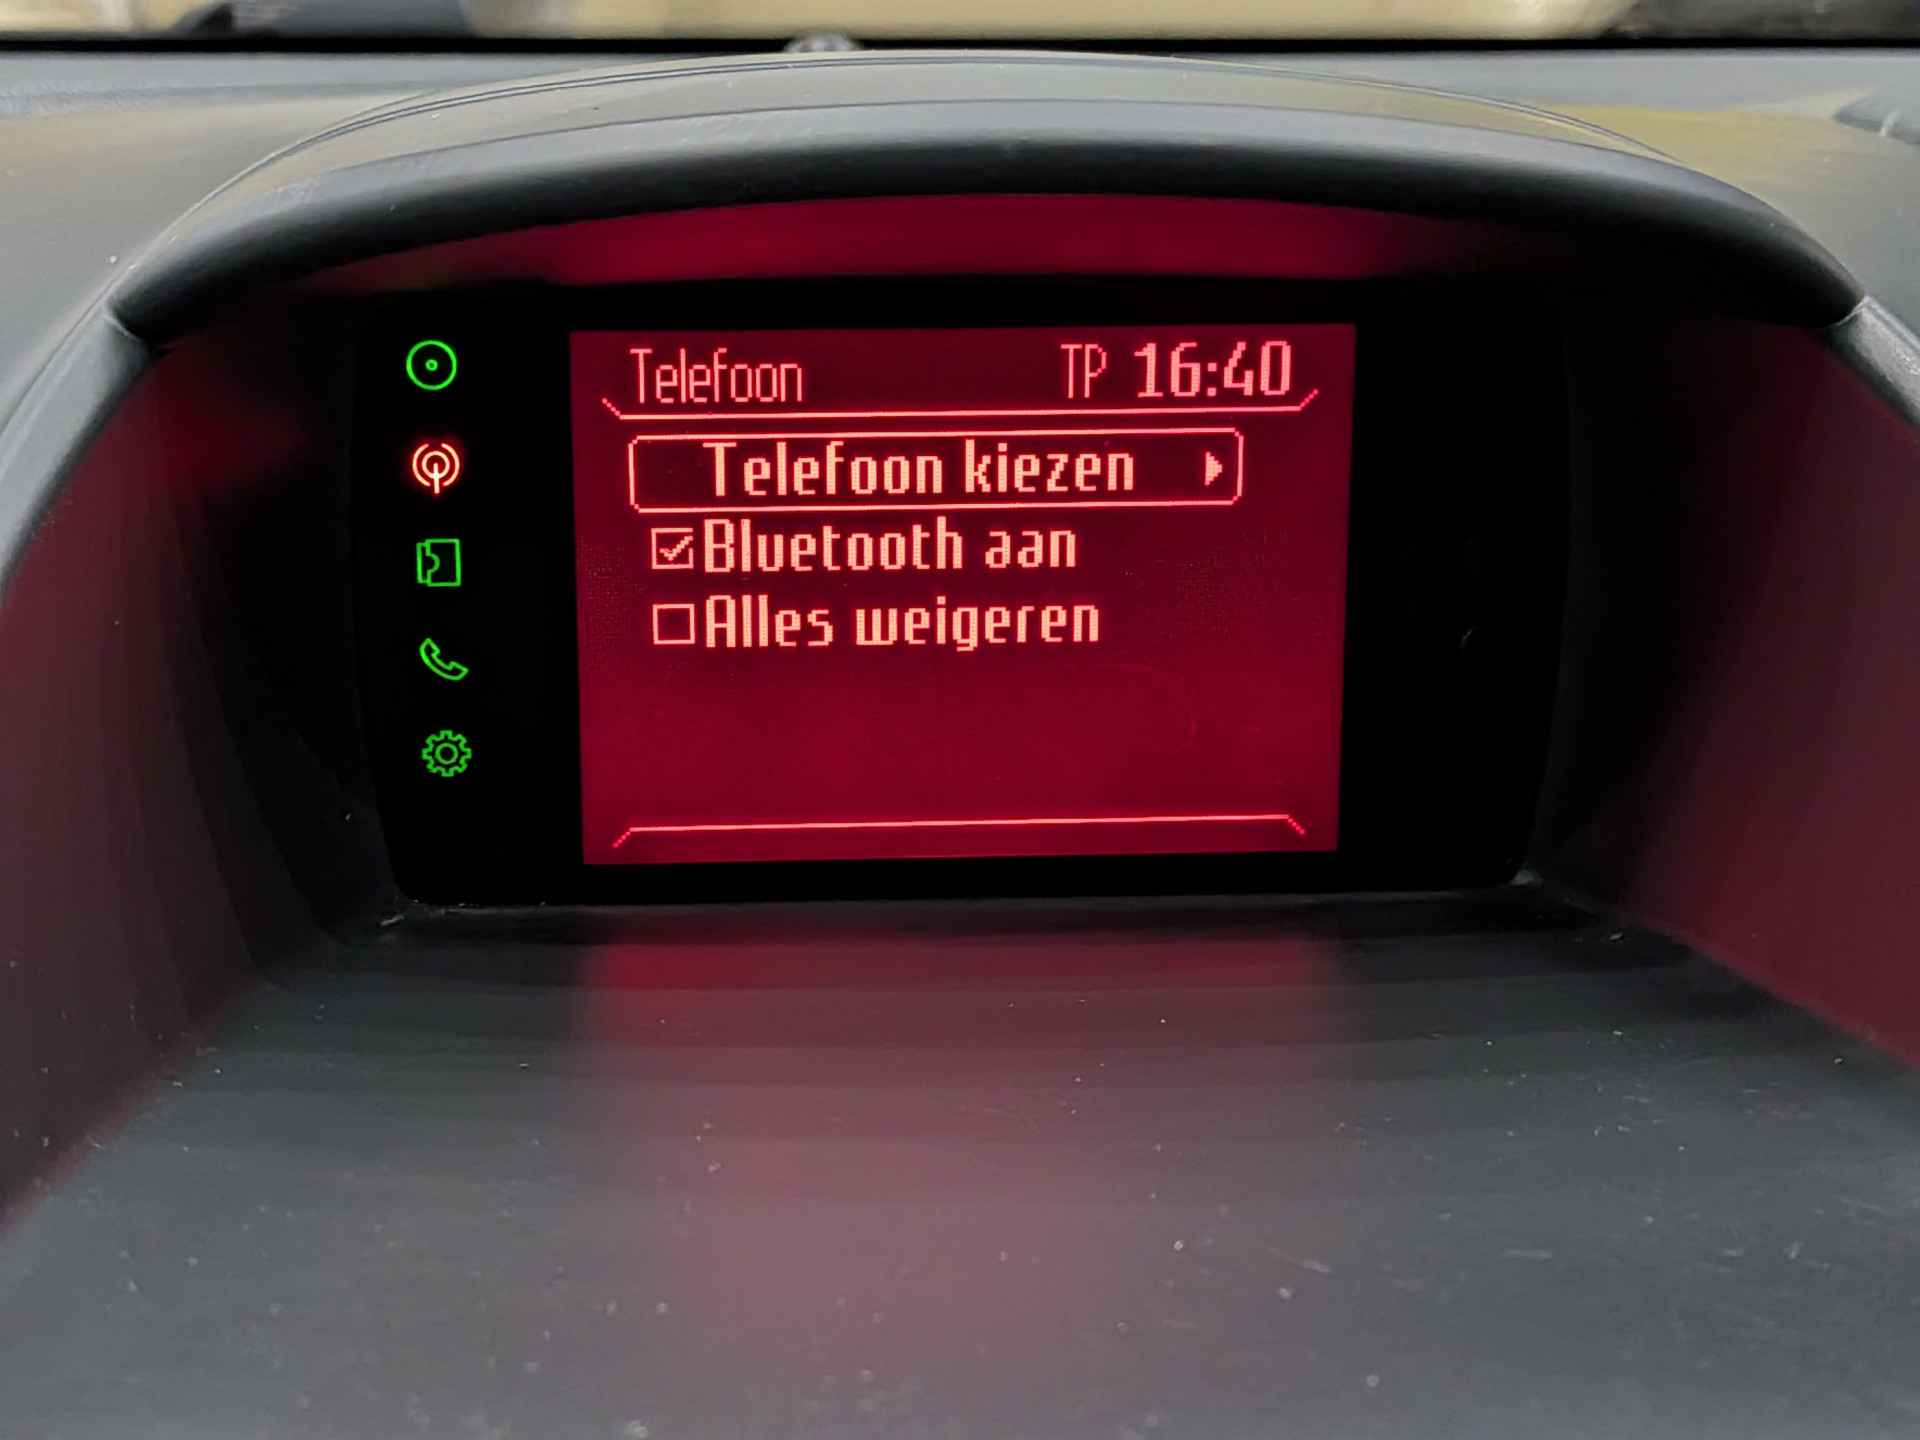 Telefoon TP 16:40
Telefoon kiezen
Bluetooth aan
Alles weigeren